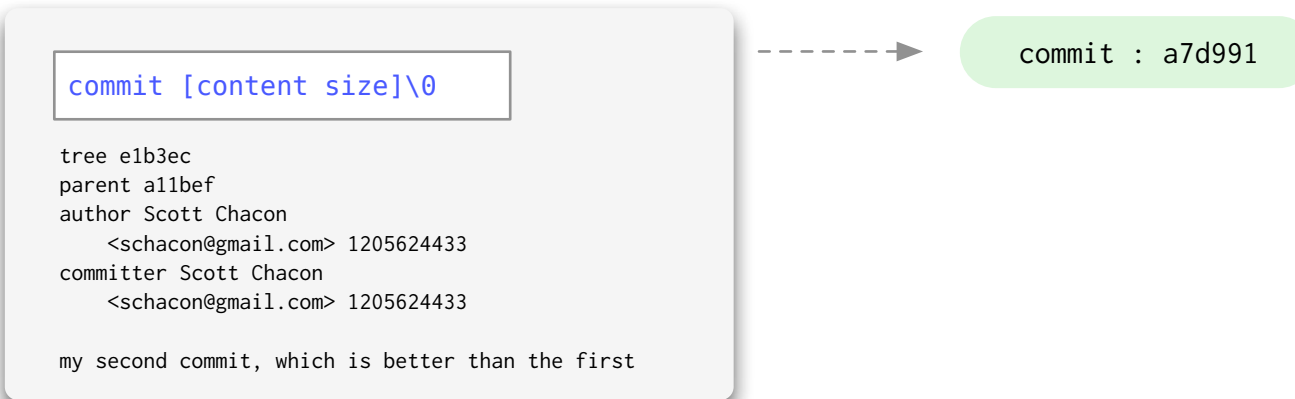 commit [content size]\0
tree e1b3ec
parent a11bef
author Scott Chacon
<schacon@gmail.com> 1205624433
committer Scott Chacon
<schacon@gmail.com> 1205624433
my second commit, which is better than the first
commit : a7d991